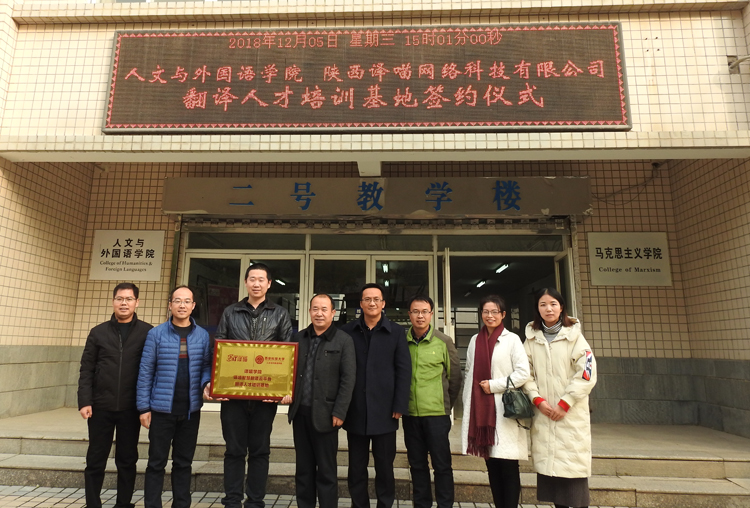 2018年12月05日 星期三 15时01分00秒
人文与外国语学院 陕西译喵网络科技有限公司
翻译人才培训基地签约仪式
二号教学楼
人文与
外国语学院
College of Humanities &
Foreign Languages
马克思主义学院
College of Marxism